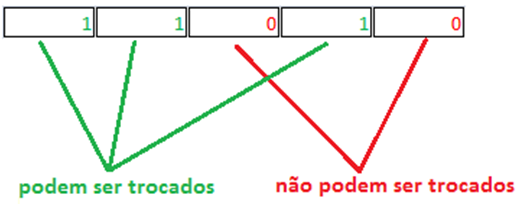 1 1 0 1 0
podem ser trocados não podem ser trocados